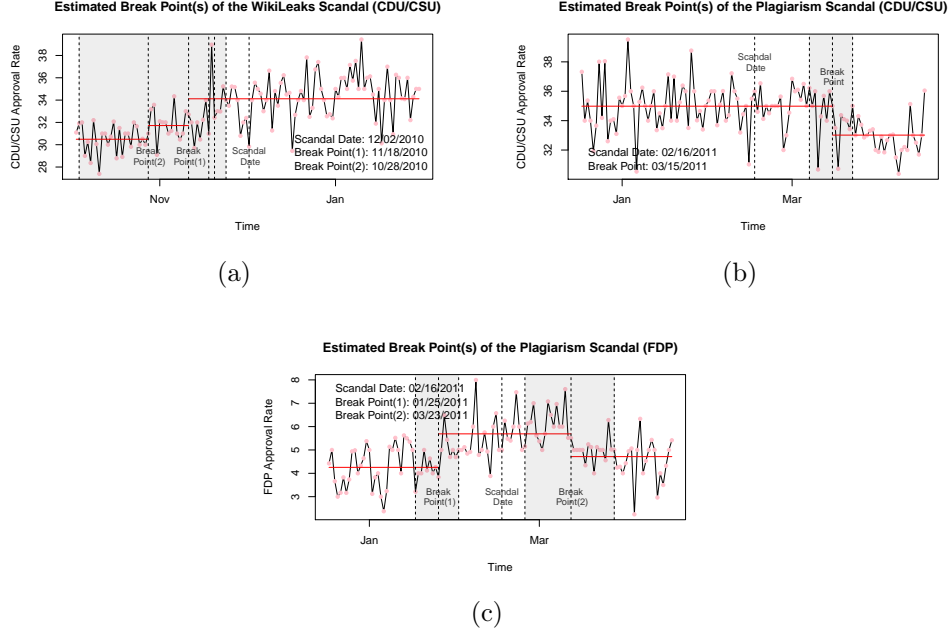 Estimated Break Point(s) of the WikiLeaks Scandal (CDU/CSU)
CDU/CSU Approval Rate
38
36
34
32
30
28
Break
Point(2)
Break
Point(1)
Scandal
Date
Scandal Date: 12/02/2010
Break Point(1): 11/18/2010
Break Point(2): 10/28/2010
Nov
Jan
Time
(a)
Estimated Break Point(s) of the Plagiarism Scandal (CDU/CSU)
CDU/CSU Approval Rate
38
36
34
32
Scandal
Date
Break
Point
Scandal Date: 02/16/2011
Break Point: 03/15/2011
Jan
Mar
Time
(b)
Estimated Break Point(s) of the Plagiarism Scandal (FDP)
FDP Approval Rate
8
7
6
5
4
3
Scandal Date: 02/16/2011
Break Point(1): 01/25/2011
Break Point(2): 03/23/2011
Break
Point(1)
Scandal
Date
Break
Point(2)
Jan
Mar
Time
(c)